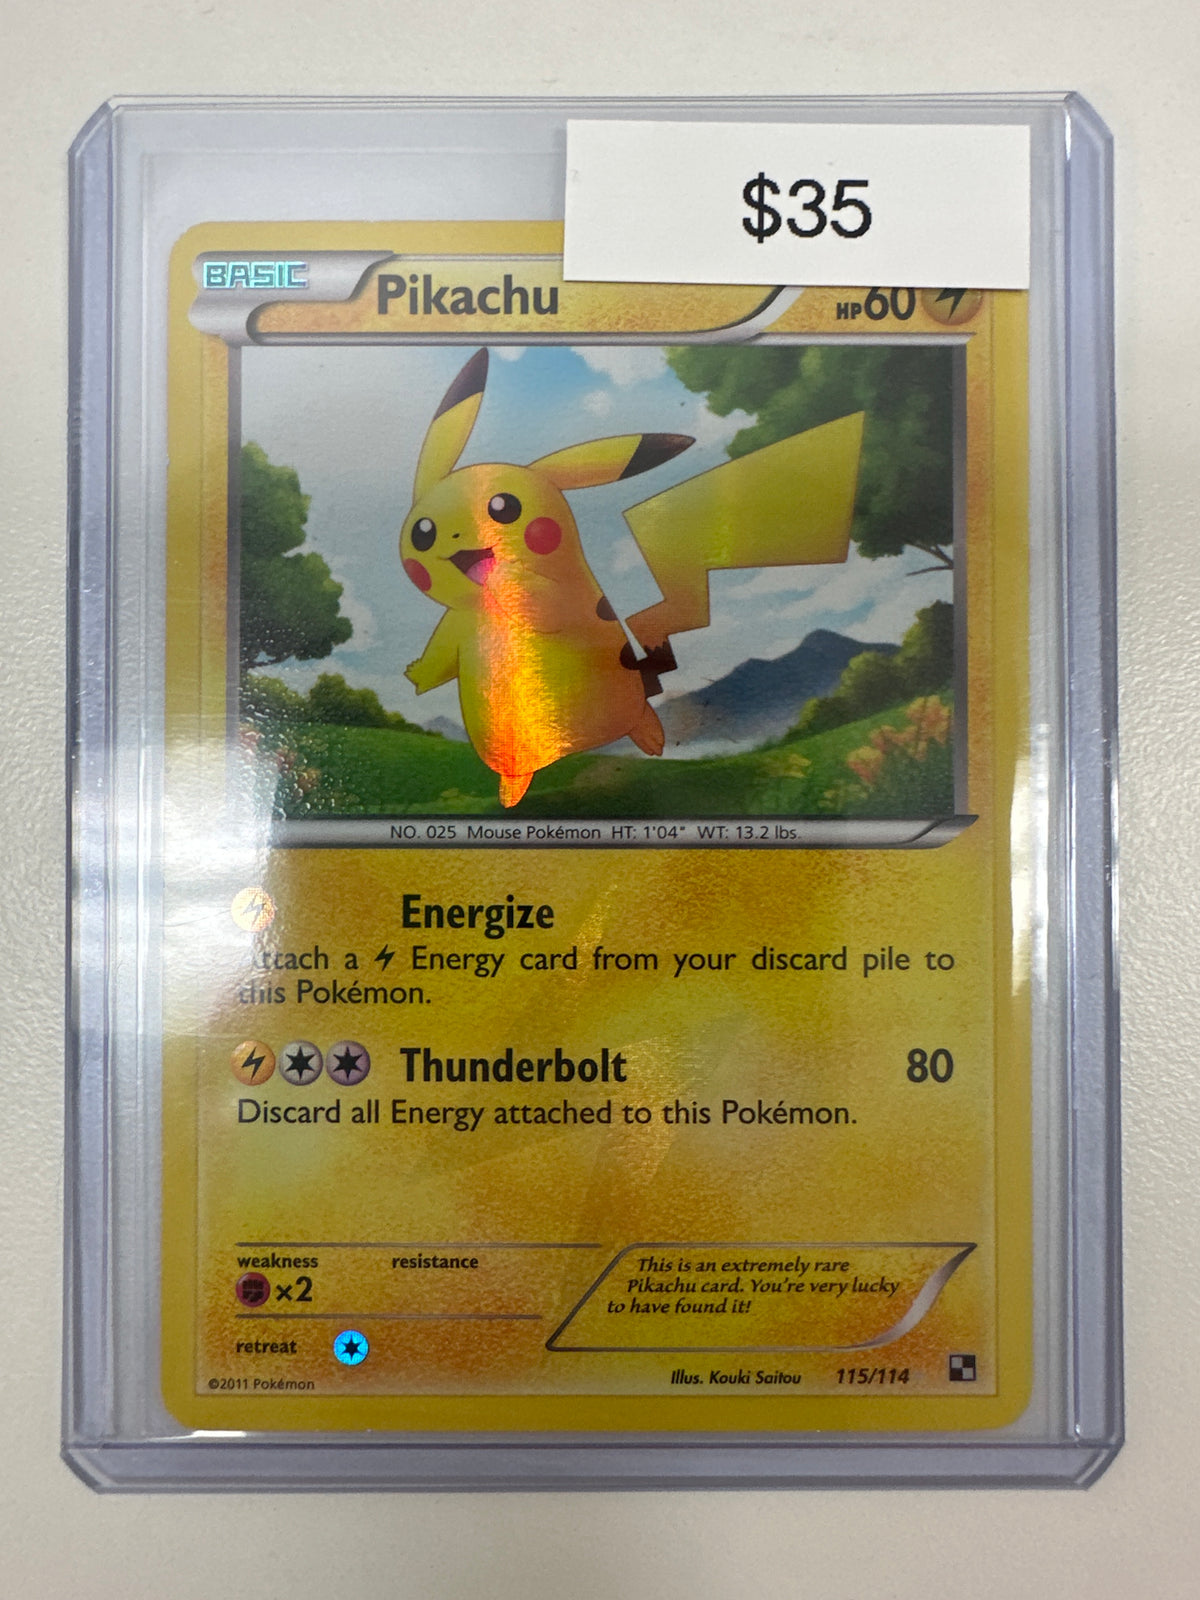 $35
BASIC
Pikachu
HP60
NO. 025 Mouse Pokémon HT: 1'04" WT: 13.2 lbs.
Energize
Attach a Energy card from your discard pile to
this Pokémon.
Thunderbolt 80
Discard all Energy attached to this Pokémon.
weakness resistance
×2
retreat
This is an extremely rare
Pikachu card. You're very lucky
to have found it!
©2011 Pokémon
Illus. Kouki Saitou 115/114